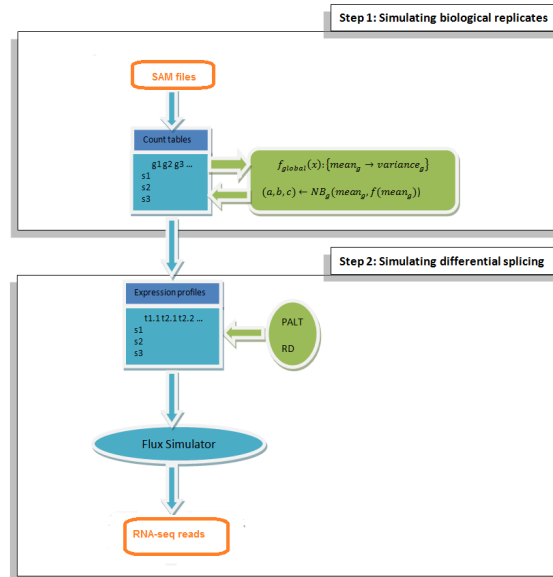 Step 1: Simulating biological replicates
SAM files
Count tables
g1 g2 g3 ...
s1
s2
s3
f_global(x): {mean_g → variance_g}
(a, b, c) ← NB_g(mean_g, f(mean_g))
Step 2: Simulating differential splicing
Expression profiles
t1.1 t2.1 t2.2 ...
s1
s2
s3
PALT
RD
Flux Simulator
RNA-seq reads